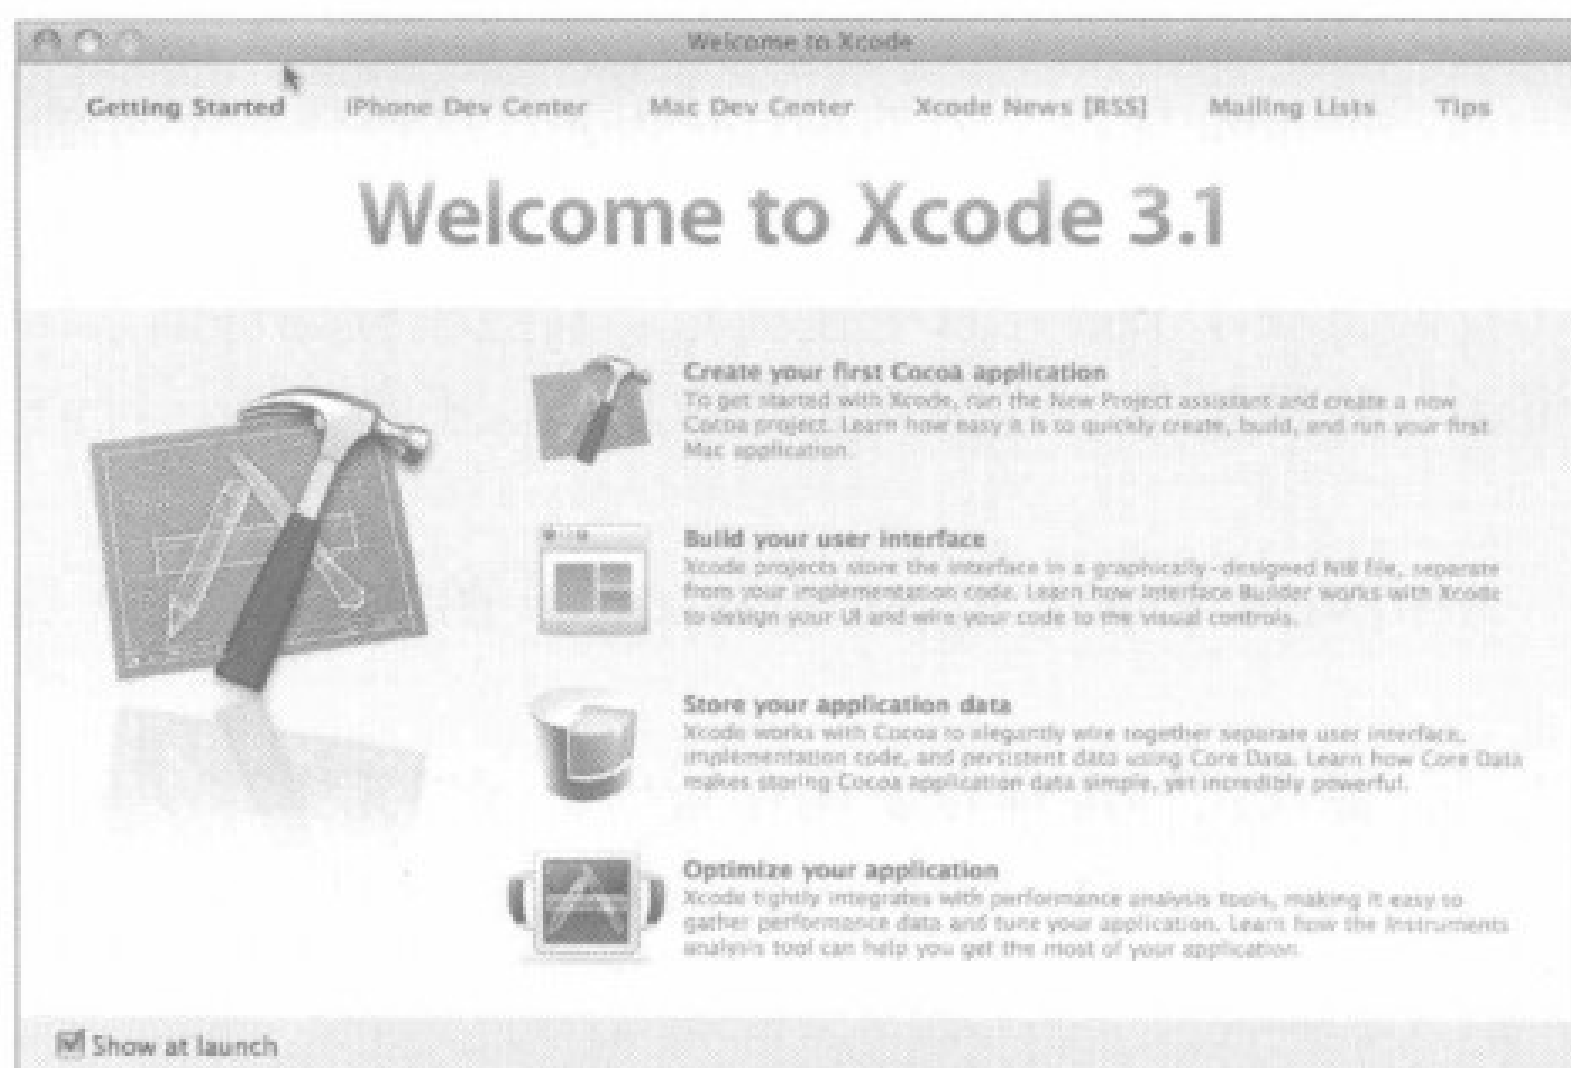 Welcome to Xcode
Getting Started iPhone Dev Center Mac Dev Center Xcode News [RSS] Mailing Lists Tips
Welcome to Xcode 3.1
Create your first Cocoa application
To get started with Xcode, run the New Project assistant and create a new
Cocoa project. Learn how easy it is to quickly create, build, and run your first
Mac application.
Build your user interface
Xcode projects store the interface in a graphically-designed NIB file, separate
from your implementation code. Learn how Interface Builder works with Xcode
to design your UI and wire your code to the visual controls.
Store your application data
Xcode works with Cocoa to elegantly wire together separate user interface,
implementation code, and persistent data using Core Data. Learn how Core Data
makes storing Cocoa application data simple, yet incredibly powerful.
Optimize your application
Xcode tightly integrates with performance analysis tools, making it easy to
gather performance data and tune your application. Learn how the Instruments
analysis tool can help you get the most of your application.
Show at launch